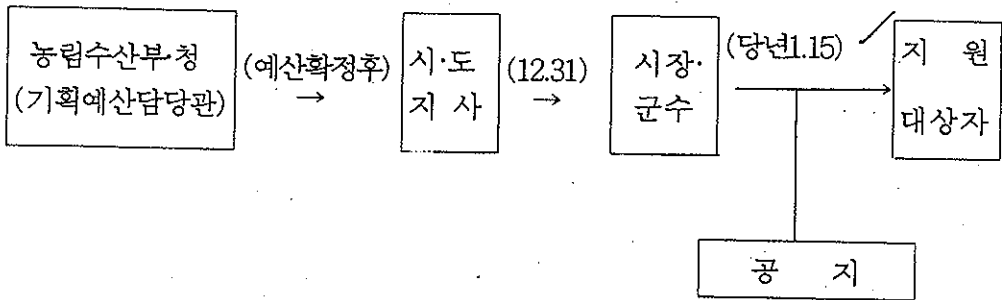 농림수산부·청
(기획예산담당관)
(예산확정후)
→
시·도
지 사
(12.31)
→
시장·
군수
(당년1.15)
지 원
대상자
공 지